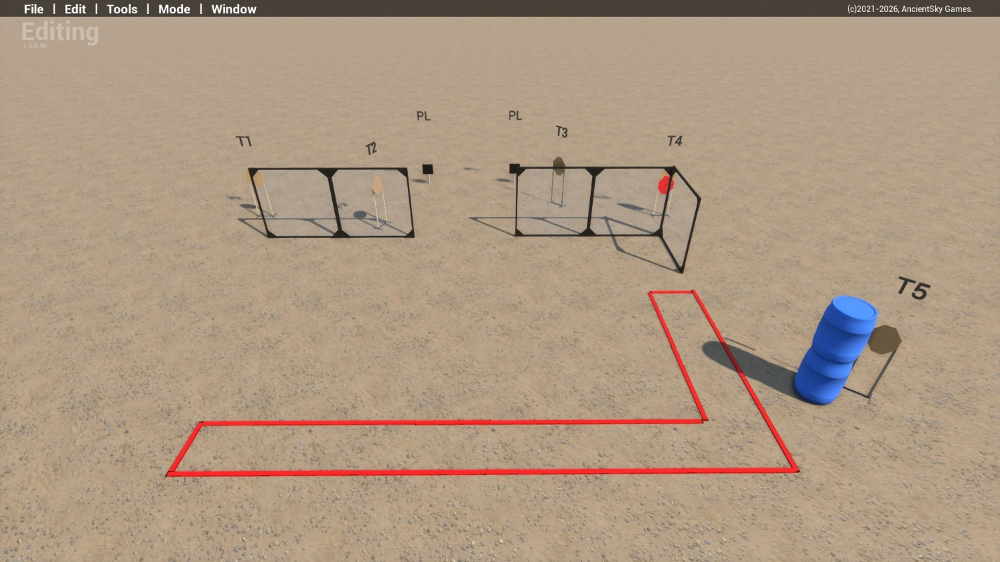 File | Edit | Tools | Mode | Window
(c)2021-2026, AncientSky Games.
Editing
1.0.0.96
PL
PL
T1
T2
T3
T4
T5